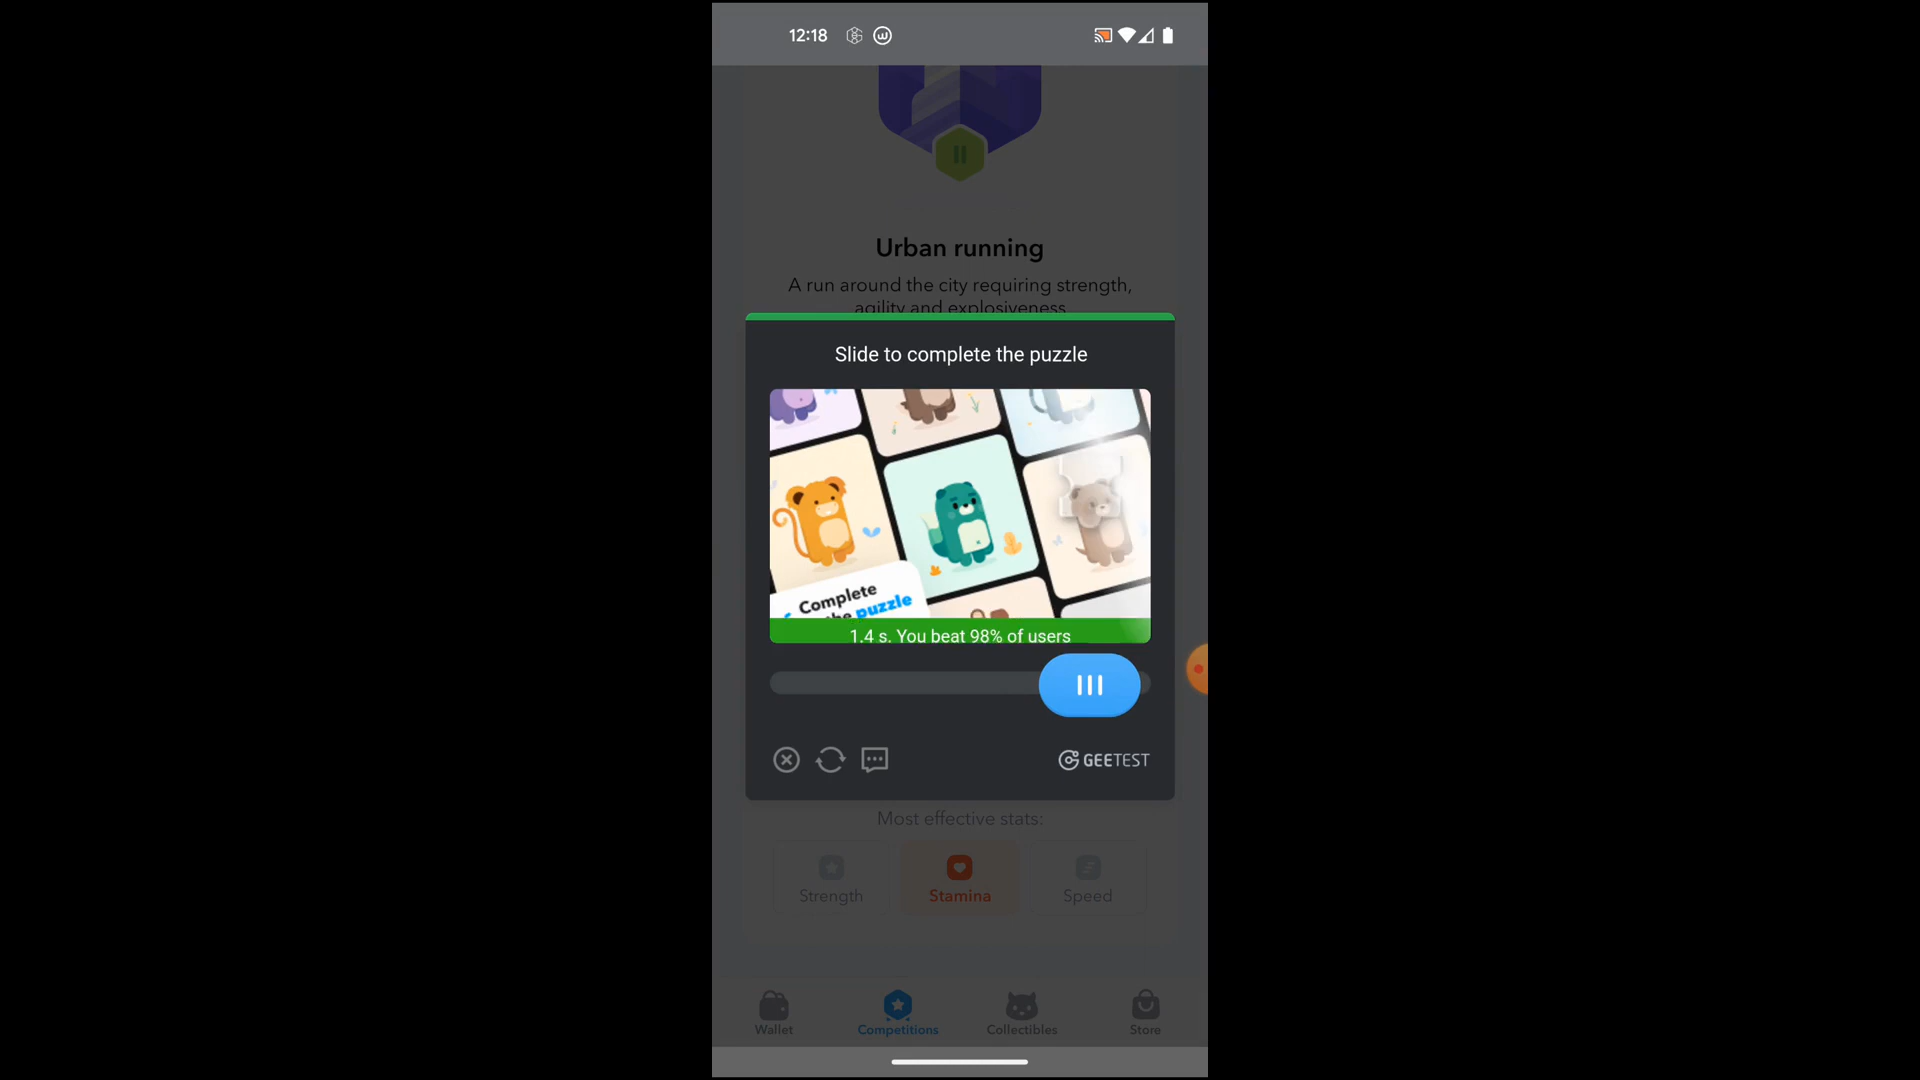 12:18
Urban running
A run around the city requiring strength,
agility and explosiveness
Slide to complete the puzzle
Complete
the puzzle
1.4 s. You beat 98% of users
GEETEST
Most effective stats:
Strength
Stamina
Speed
Wallet
Competitions
Collectibles
Store